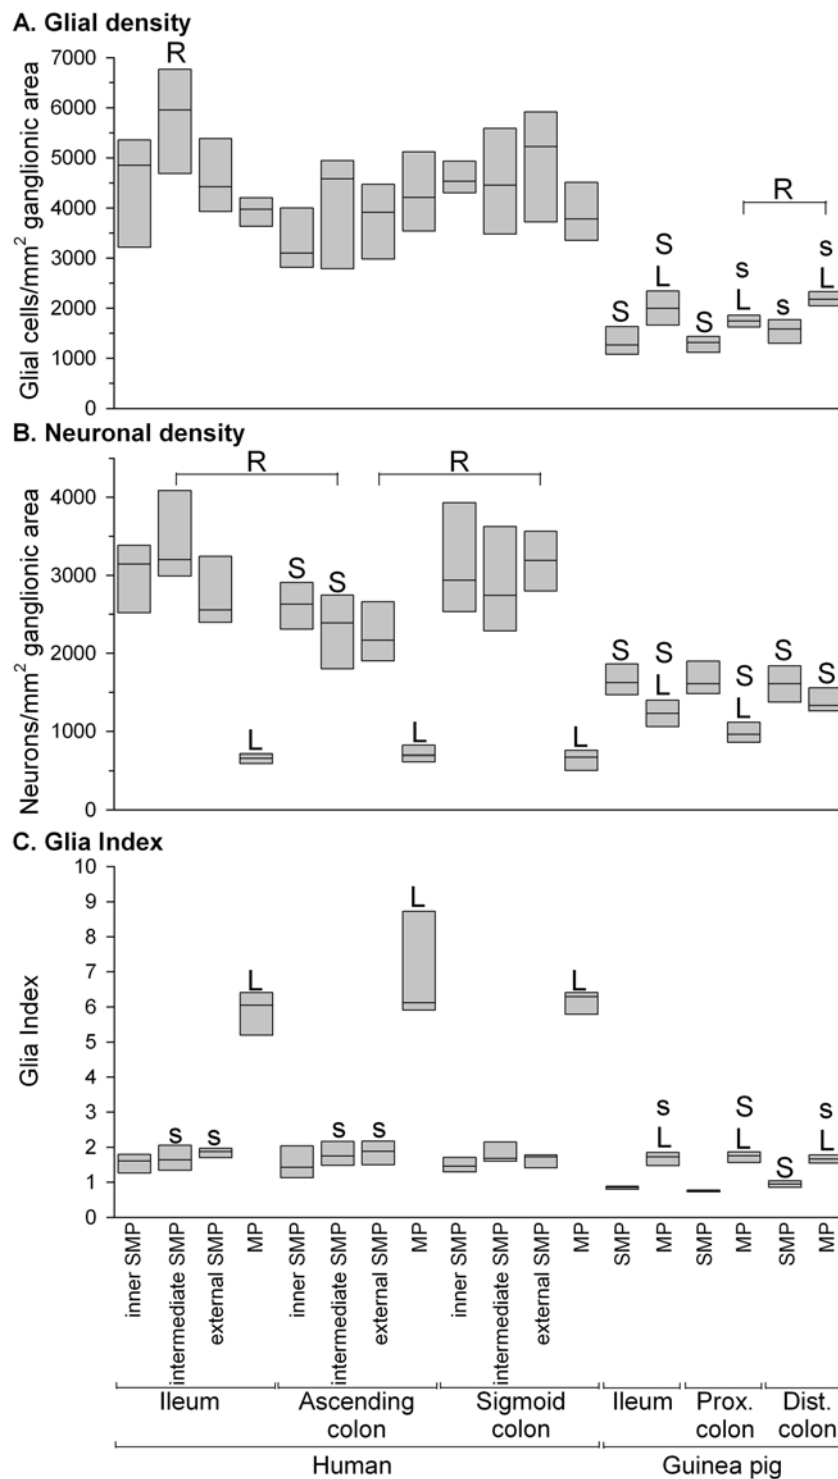 A. Glial density
Glial cells/mm² ganglionic area
7000
6000
5000
4000
3000
2000
1000
0
R
R
S
S
L
S
s
L
s
s
L
B. Neuronal density
Neurons/mm² ganglionic area
4000
3000
2000
1000
0
R
R
L
S
S
L
L
S
S
L
S
L
S
S
C. Glia Index
Glia Index
10
9
8
7
6
5
4
3
2
1
0
s
s
L
s
s
L
L
s
L
S
L
S
s
L
inner SMP
intermediate SMP
external SMP
MP
inner SMP
intermediate SMP
external SMP
MP
inner SMP
intermediate SMP
external SMP
MP
SMP
MP
SMP
MP
SMP
MP
Ileum
Ascending
colon
Sigmoid
colon
Ileum
Prox.
colon
Dist.
colon
Human
Guinea pig